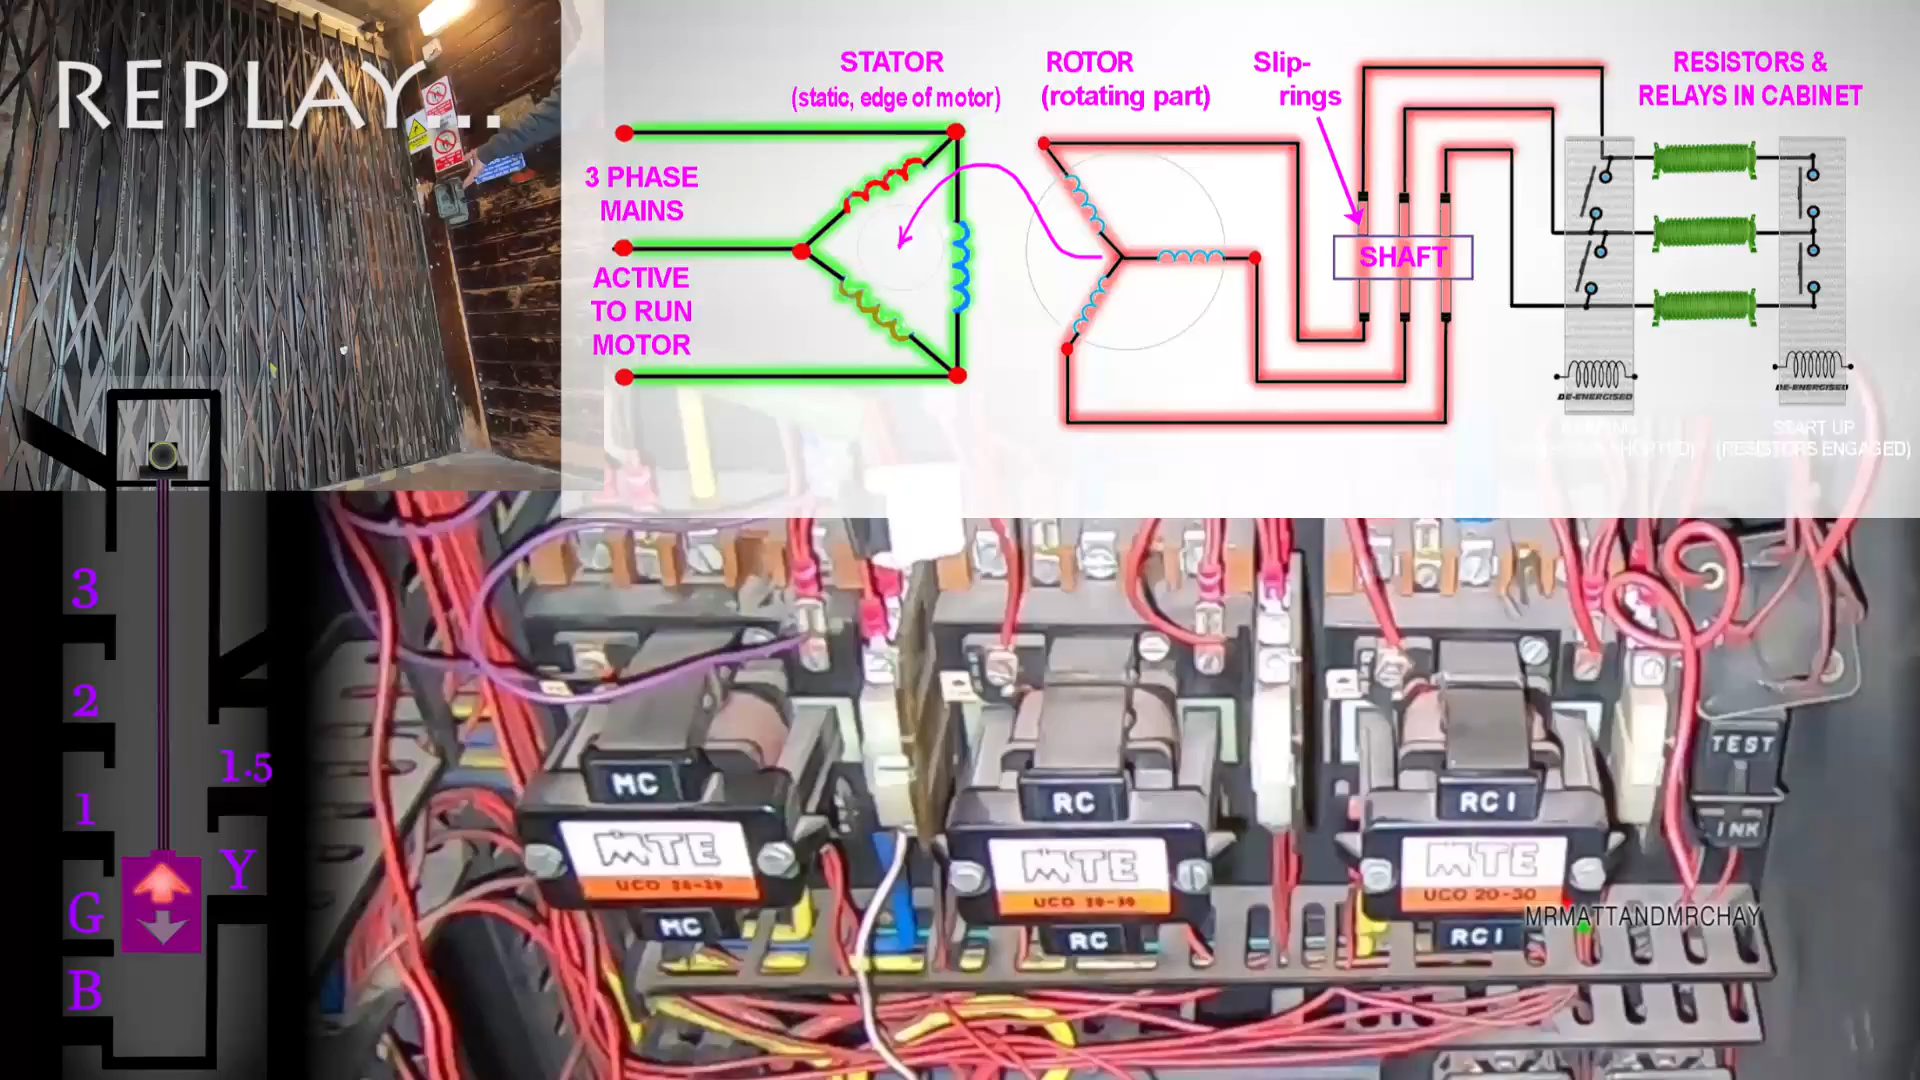 REPLAY...
STATOR
(static, edge of motor)
ROTOR
(rotating part)
Slip-
rings
RESISTORS &
RELAYS IN CABINET
3 PHASE
MAINS
ACTIVE
TO RUN
MOTOR
SHAFT
DE-ENERGISED
DE-ENERGISED
START UP
(RESISTORS ENGAGED)
3
2
1.5
1
Y
G
B
MC
MTE
MC
RC
MTE
RC
RC1
MTE
UCO 20-30
RC1
TEST
MRMATTANDMRCHAY